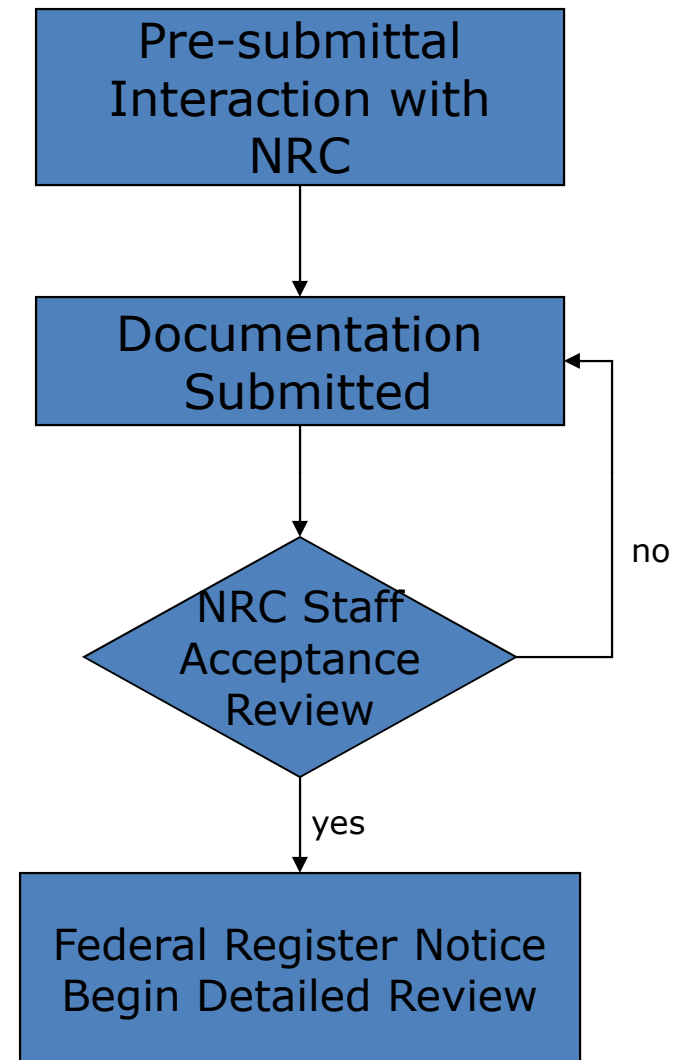 Pre-submittal
Interaction with
NRC
Documentation
Submitted
no
NRC Staff
Acceptance
Review
yes
Federal Register Notice
Begin Detailed Review